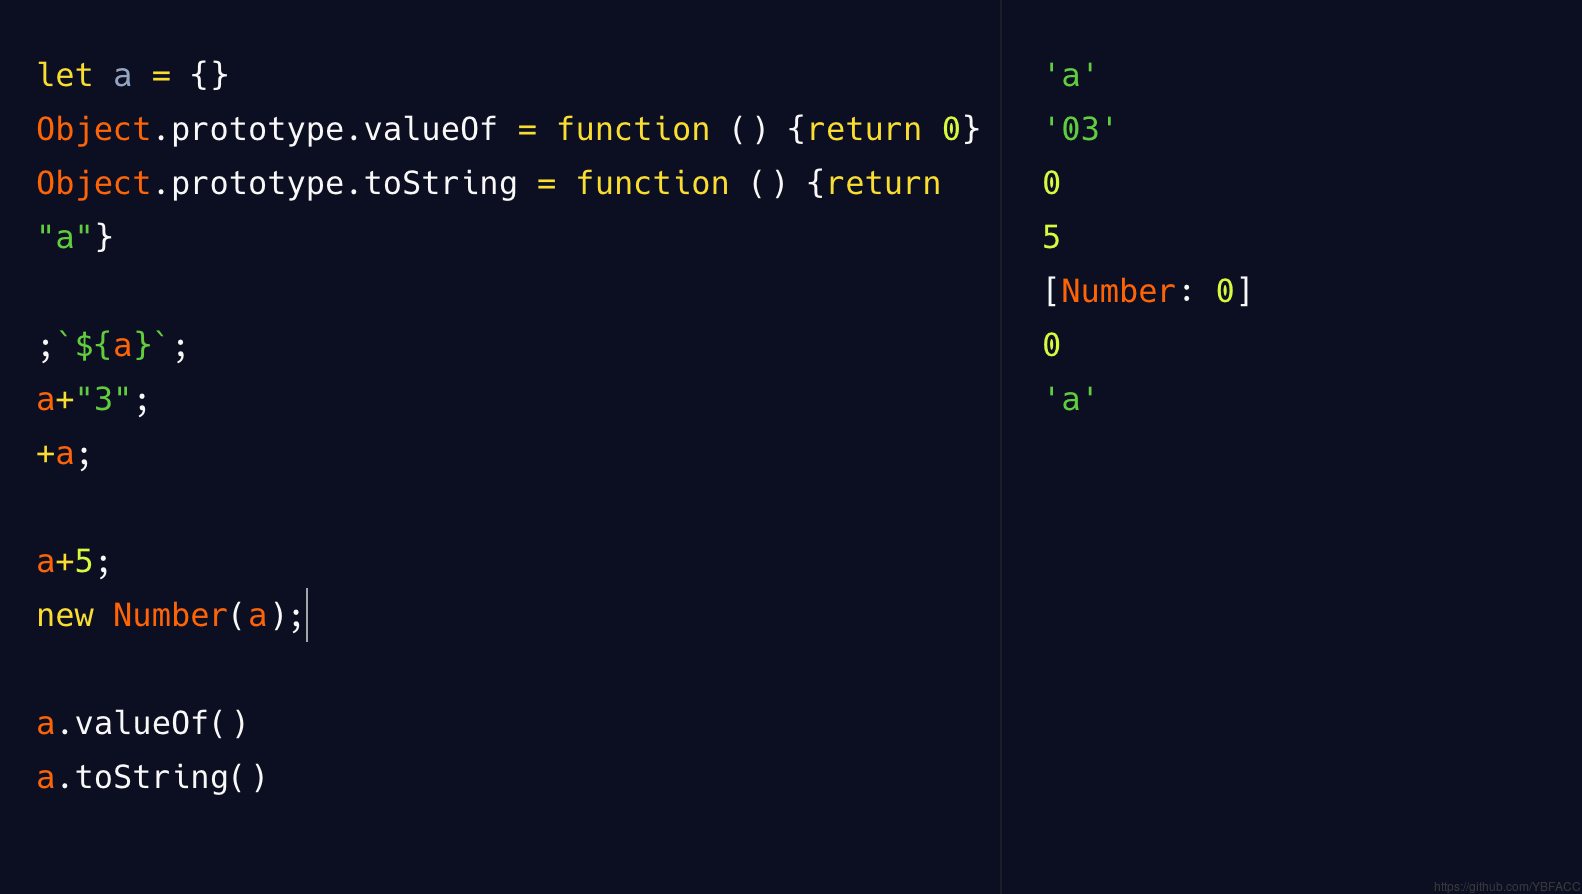 let a = {}
Object.prototype.valueOf = function () {return 0}
Object.prototype.toString = function () {return
"a"}
;`${a}`;
a+"3";
+a;
a+5;
new Number(a);
a.valueOf()
a.toString()
'a'
'03'
0
5
[Number: 0]
0
'a'
https://github.com/YBFACC